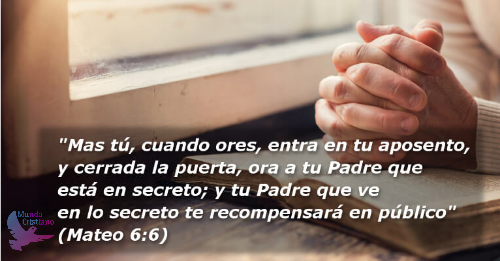 "Mas tú, cuando ores, entra en tu aposento,
y cerrada la puerta, ora a tu Padre que
está en secreto; y tu Padre que ve
en lo secreto te recompensará en público"
(Mateo 6:6)
Mundo
Cristiano